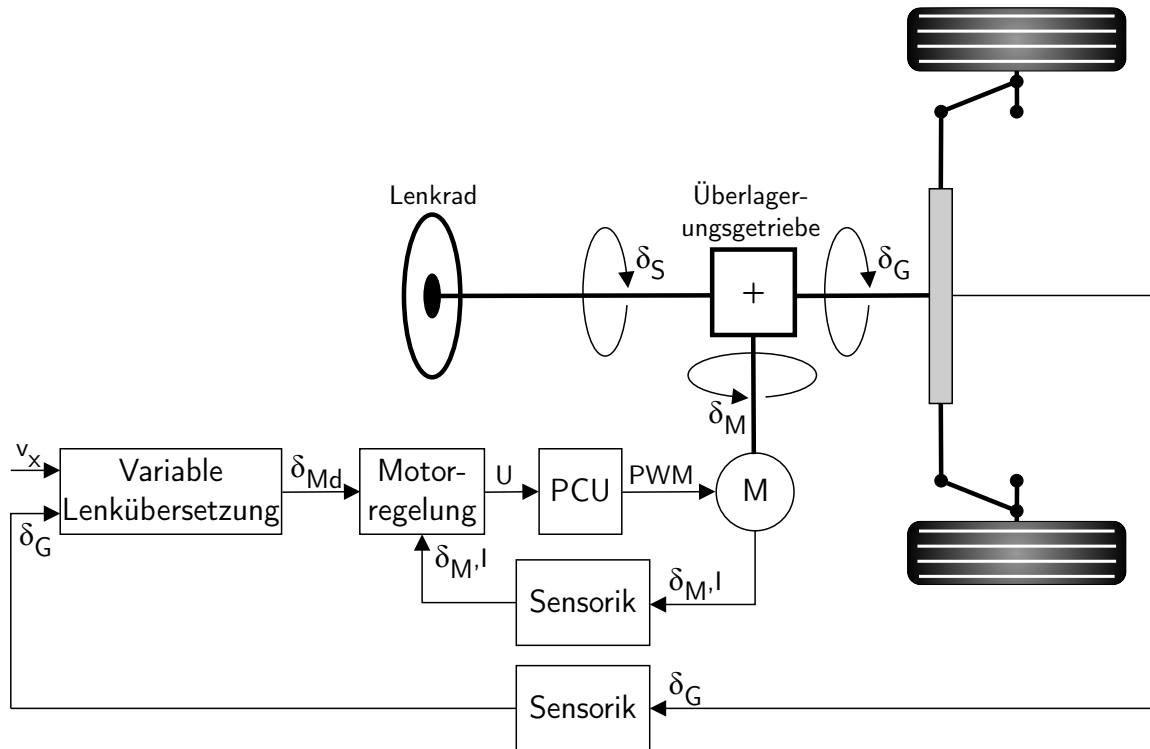 Lenkrad
Überlager-
ungsgetriebe
δS
+
δG
δM
vx
δG
Variable
Lenkübersetzung
δMd
Motor-
regelung
U
PCU
PWM
M
δM,I
Sensorik
δM,I
Sensorik
δG